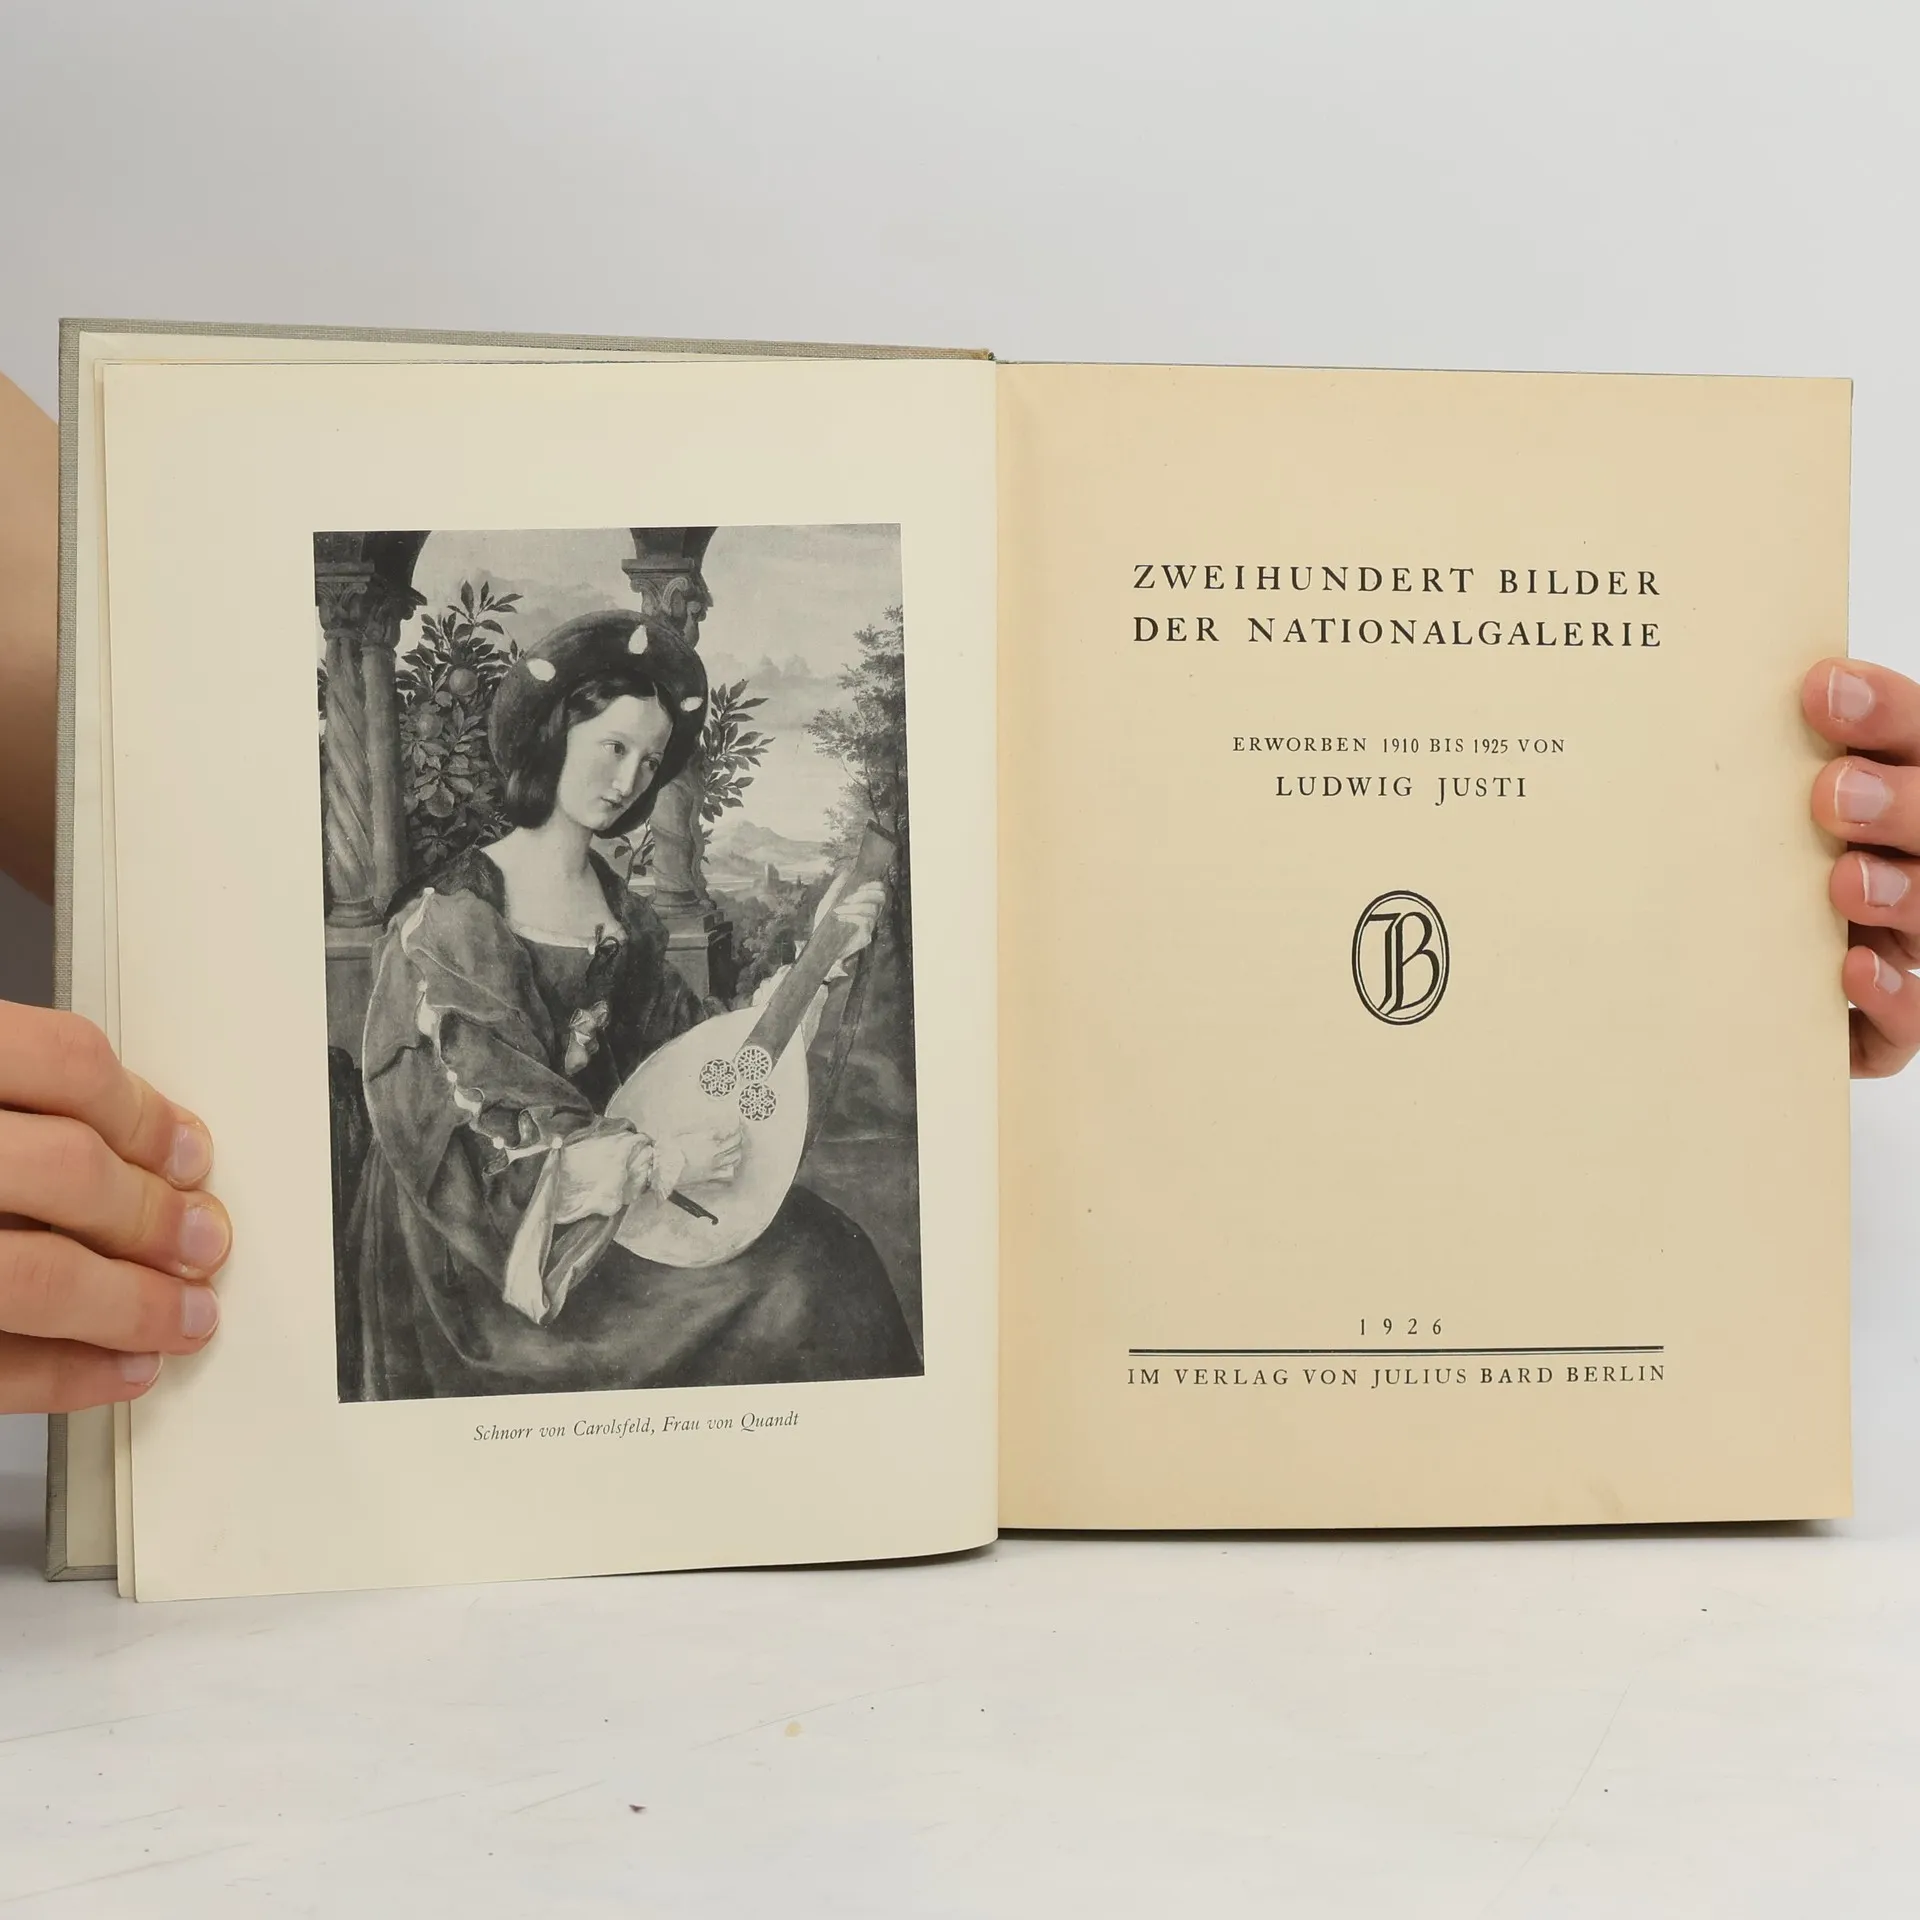 Schnorr von Carolsfeld, Frau von Quandt
ZWEIHUNDERT BILDER
DER NATIONALGALERIE
ERWORBEN 1910 BIS 1925 VON
LUDWIG JUSTI
JB
1926
IM VERLAG VON JULIUS BARD BERLIN